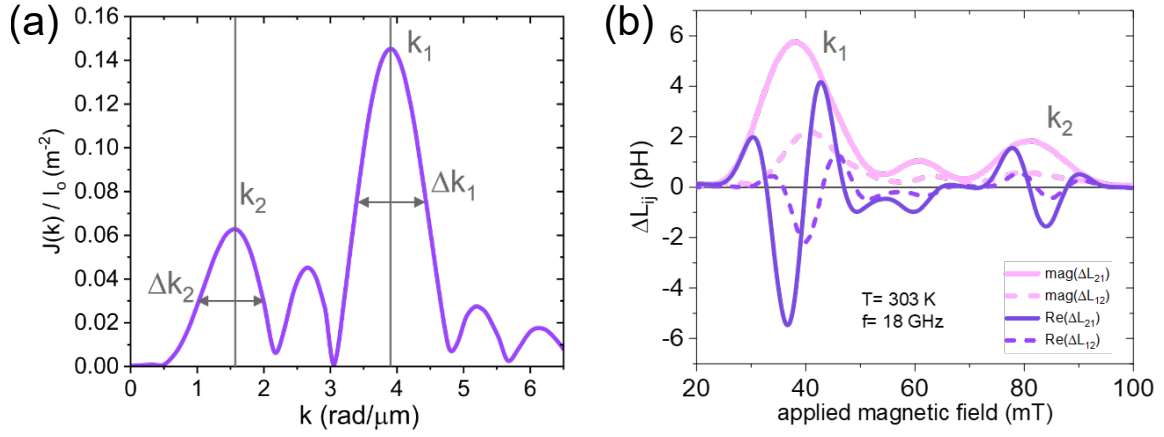 (a)
0.16
0.14
0.12
0.10
0.08
0.06
0.04
0.02
0.00
J(k) / I₀ (m⁻²)
k₁
k₂
Δk₁
Δk₂
0 1 2 3 4 5 6
k (rad/μm)
(b)
6
4
2
0
-2
-4
-6
ΔLᵢⱼ (pH)
k₁
k₂
T= 303 K
f= 18 GHz
mag(ΔL₂₁)
mag(ΔL₁₂)
Re(ΔL₂₁)
Re(ΔL₁₂)
20 40 60 80 100
applied magnetic field (mT)